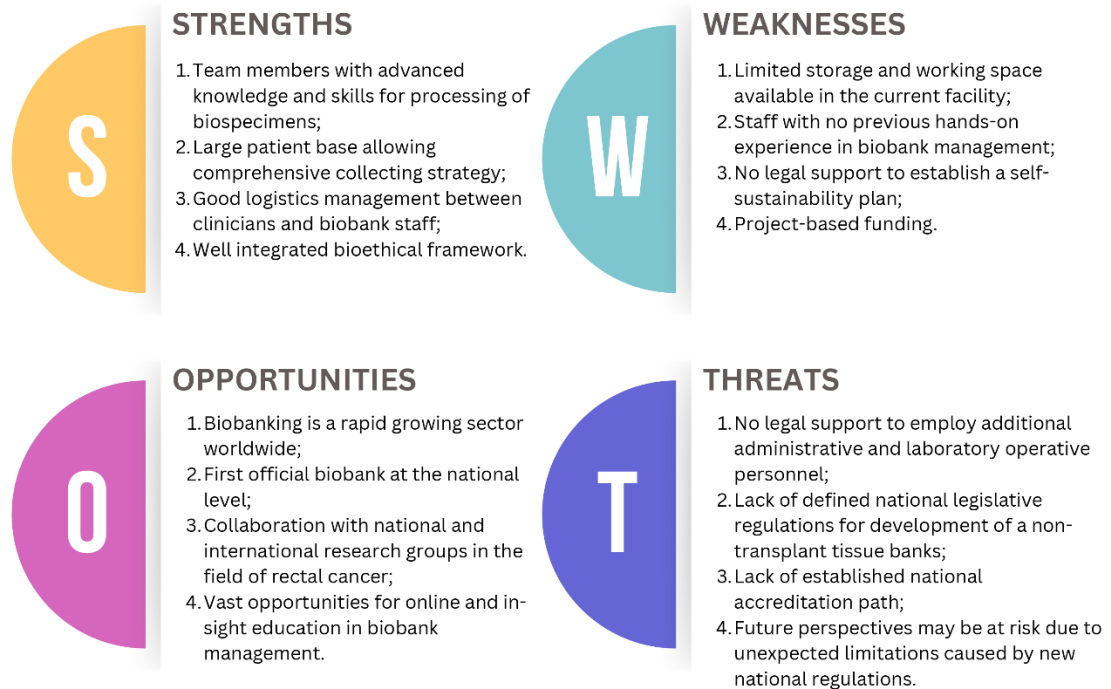 S
STRENGTHS
1. Team members with advanced
knowledge and skills for processing of
biospecimens;
2. Large patient base allowing
comprehensive collecting strategy;
3. Good logistics management between
clinicians and biobank staff;
4. Well integrated bioethical framework.
W
WEAKNESSES
1. Limited storage and working space
available in the current facility;
2. Staff with no previous hands-on
experience in biobank management;
3. No legal support to establish a self-
sustainability plan;
4. Project-based funding.
O
OPPORTUNITIES
1. Biobanking is a rapid growing sector
worldwide;
2. First official biobank at the national
level;
3. Collaboration with national and
international research groups in the
field of rectal cancer;
4. Vast opportunities for online and in-
sight education in biobank
management.
T
THREATS
1. No legal support to employ additional
administrative and laboratory operative
personnel;
2. Lack of defined national legislative
regulations for development of a non-
transplant tissue banks;
3. Lack of established national
accreditation path;
4. Future perspectives may be at risk due to
unexpected limitations caused by new
national regulations.